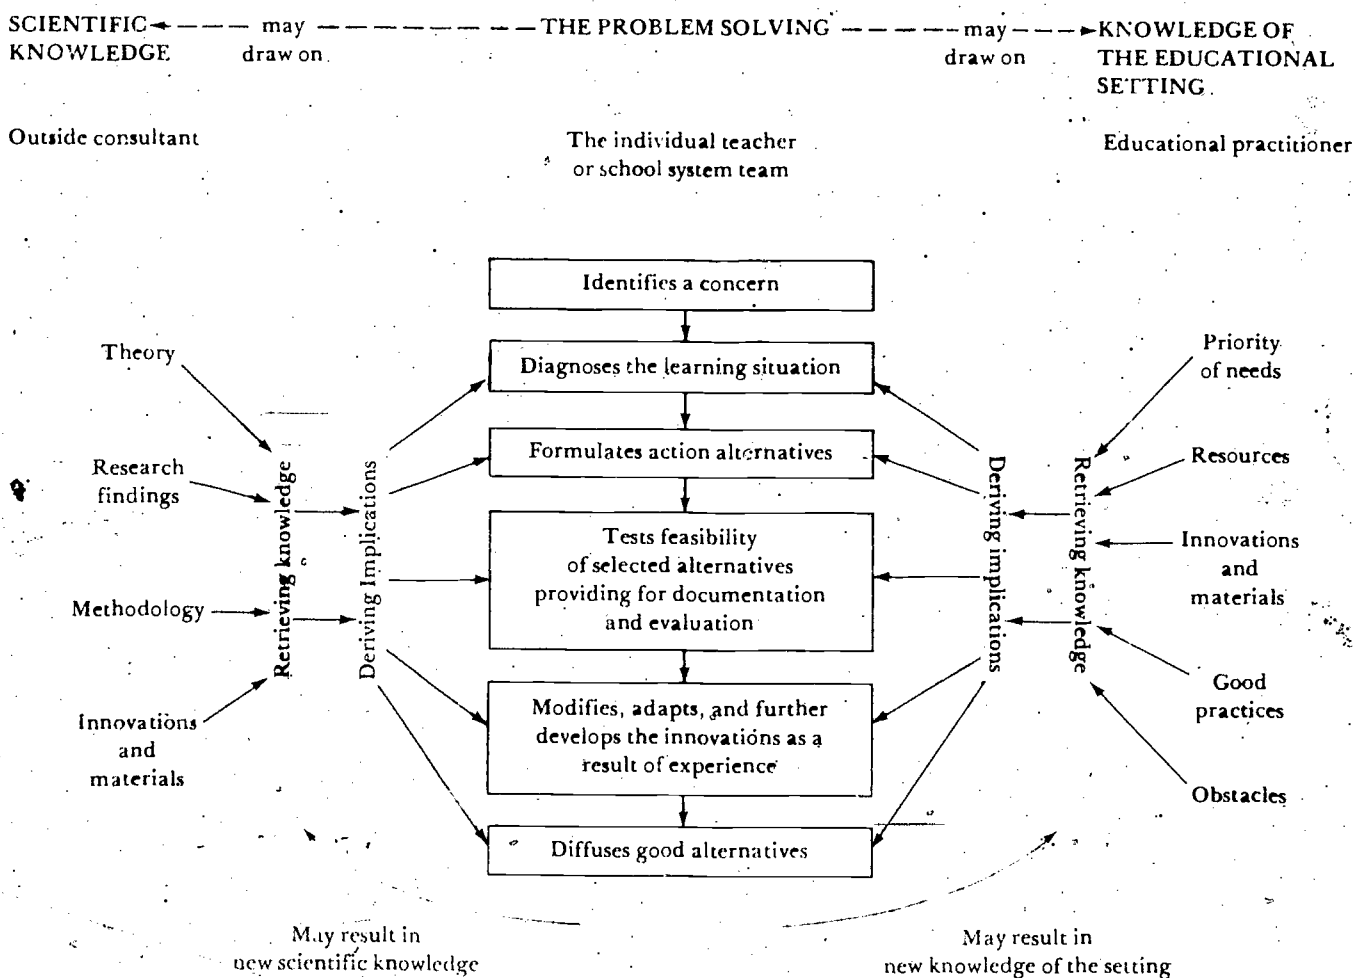 SCIENTIFIC may THE PROBLEM SOLVING may KNOWLEDGE OF
KNOWLEDGE draw on draw on THE EDUCATIONAL
SETTING
Outside consultant The individual teacher Educational practitioner
or school system team
Identifies a concern
Diagnoses the learning situation
Formulates action alternatives
Tests feasibility
of selected alternatives
providing for documentation
and evaluation
Modifies, adapts, and further
develops the innovations as a
result of experience
Diffuses good alternatives
Theory
Research
findings
Methodology
Innovations
and
materials
Retrieving knowledge
Deriving Implications
Deriving implications
Retrieving knowledge
Priority
of needs
Resources
Innovations
and
materials
Good
practices
Obstacles
May result in
new scientific knowledge
May result in
new knowledge of the setting